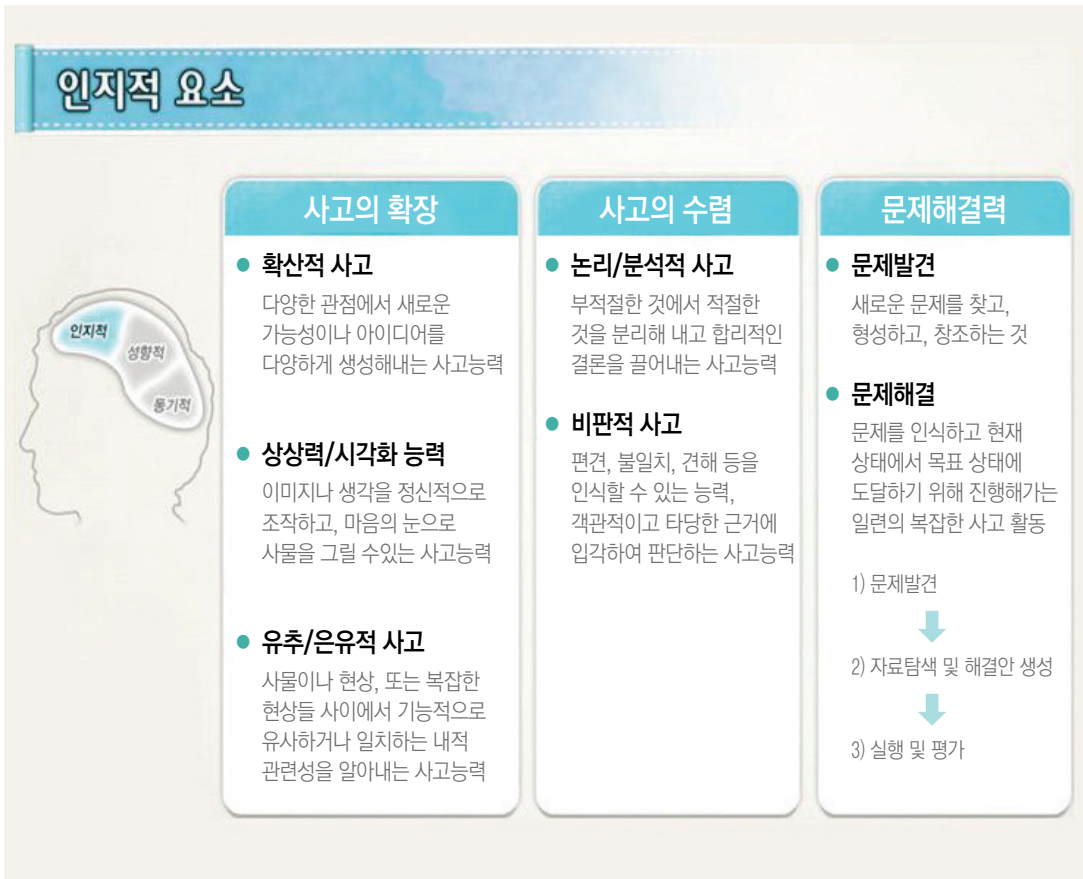 인지적 요소
인지적
성향적
동기적
사고의 확장
확산적 사고
다양한 관점에서 새로운
가능성이나 아이디어를
다양하게 생성해내는 사고능력
상상력/시각화 능력
이미지나 생각을 정신적으로
조작하고, 마음의 눈으로
사물을 그릴 수있는 사고능력
유추/은유적 사고
사물이나 현상, 또는 복잡한
현상들 사이에서 기능적으로
유사하거나 일치하는 내적
관련성을 알아내는 사고능력
사고의 수렴
논리/분석적 사고
부적절한 것에서 적절한
것을 분리해 내고 합리적인
결론을 끌어내는 사고능력
비판적 사고
편견, 불일치, 견해 등을
인식할 수 있는 능력,
객관적이고 타당한 근거에
입각하여 판단하는 사고능력
문제해결력
문제발견
새로운 문제를 찾고,
형성하고, 창조하는 것
문제해결
문제를 인식하고 현재
상태에서 목표 상태에
도달하기 위해 진행해가는
일련의 복잡한 사고 활동
1) 문제발견
2) 자료탐색 및 해결안 생성
3) 실행 및 평가